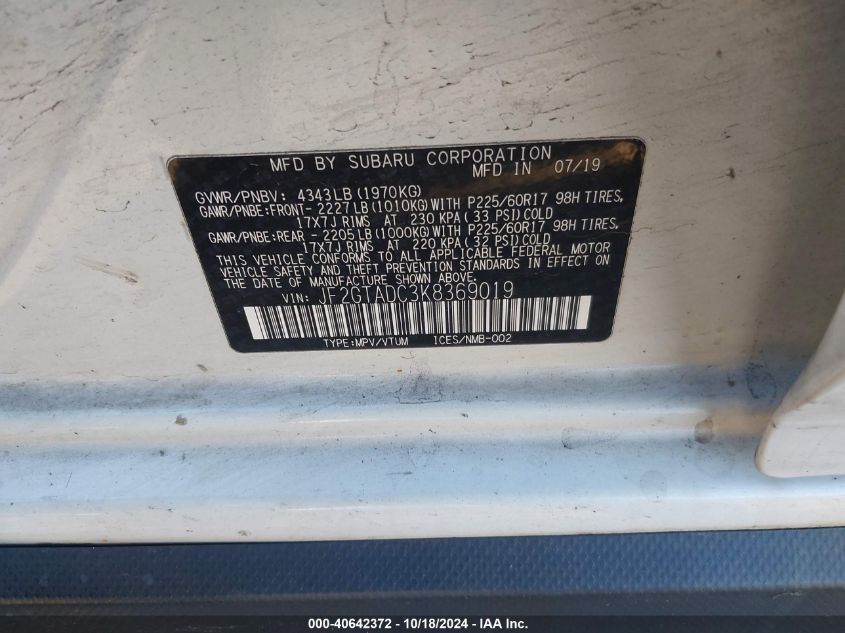 MFD BY SUBARU CORPORATION
MFD IN 07/19
GVWR/PNBV: 4343LB (1970KG)
GAWR/PNBE:FRONT- 2227LB (1010KG) WITH P225/60R17 98H TIRES,
17X7J RIMS AT 230 KPA (33 PSI) COLD
GAWR/PNBE:REAR - 2205LB (1000KG) WITH P225/60R17 98H TIRES,
17X7J RIMS AT 220 KPA (32 PSI) COLD
THIS VEHICLE CONFORMS TO ALL APPLICABLE FEDERAL MOTOR
VEHICLE SAFETY AND THEFT PREVENTION STANDARDS IN EFFECT ON
THE DATE OF MANUFACTURE SHOWN ABOVE.
VIN: JF2GTADC3K8369019
TYPE:MPV/VTUM ICES/NMB-002
000-40642372 - 10/18/2024 - IAA Inc.